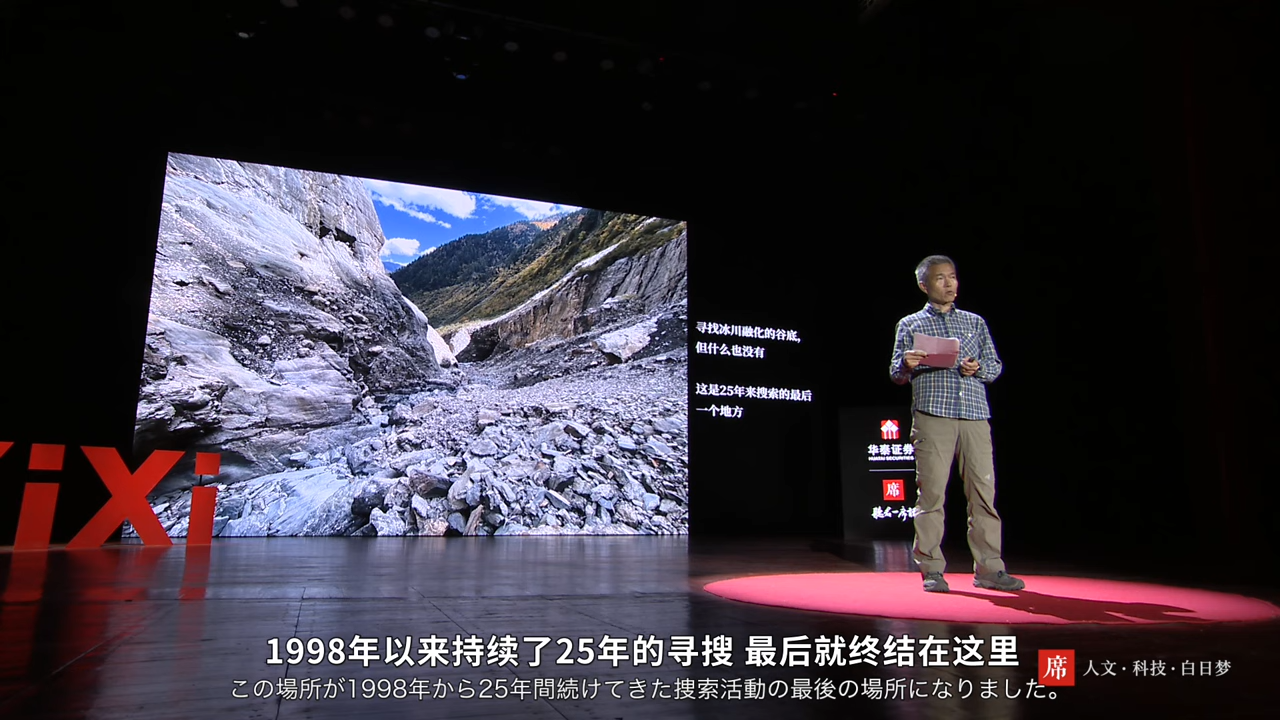 寻找冰川融化的谷底,
但什么也没有
这是25年来搜索的最后
一个地方
YiXi
华泰证券
HUATAI SECURITIES
席
1998年以来持续了25年的寻搜 最后就终结在这里
この場所が1998年から25年間続けてきた捜索活動の最後の場所になりました。
席 人文·科技·白日梦